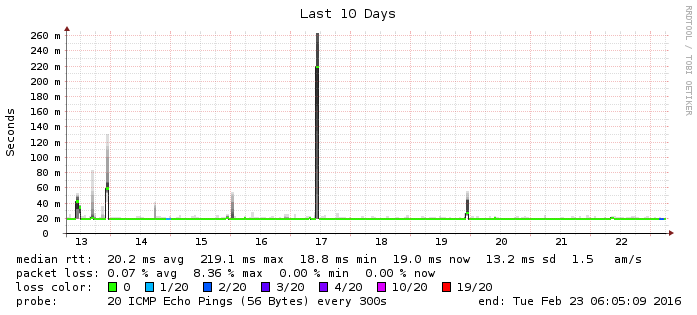 Last 10 Days
RRDTOOL / TOBI OETIKER
Seconds
260 m
240 m
220 m
200 m
180 m
160 m
140 m
120 m
100 m
80 m
60 m
40 m
20 m
0
13 14 15 16 17 18 19 20 21 22
median rtt: 20.2 ms avg 219.1 ms max 18.8 ms min 19.0 ms now 13.2 ms sd 1.5 am/s
packet loss: 0.07 % avg 8.36 % max 0.00 % min 0.00 % now
loss color: 0 1/20 2/20 3/20 4/20 10/20 19/20
probe: 20 ICMP Echo Pings (56 Bytes) every 300s end: Tue Feb 23 06:05:09 2016